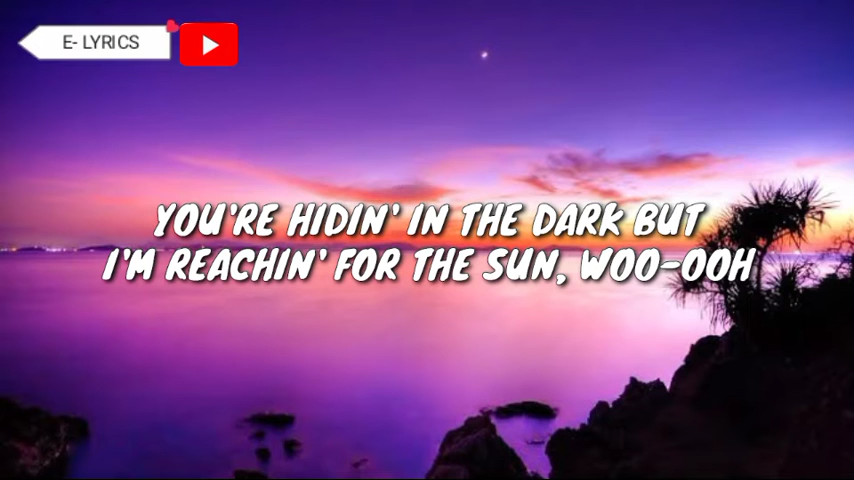 E- LYRICS
YOU'RE HIDIN' IN THE DARK BUT
I'M REACHIN' FOR THE SUN, WOO-OOH